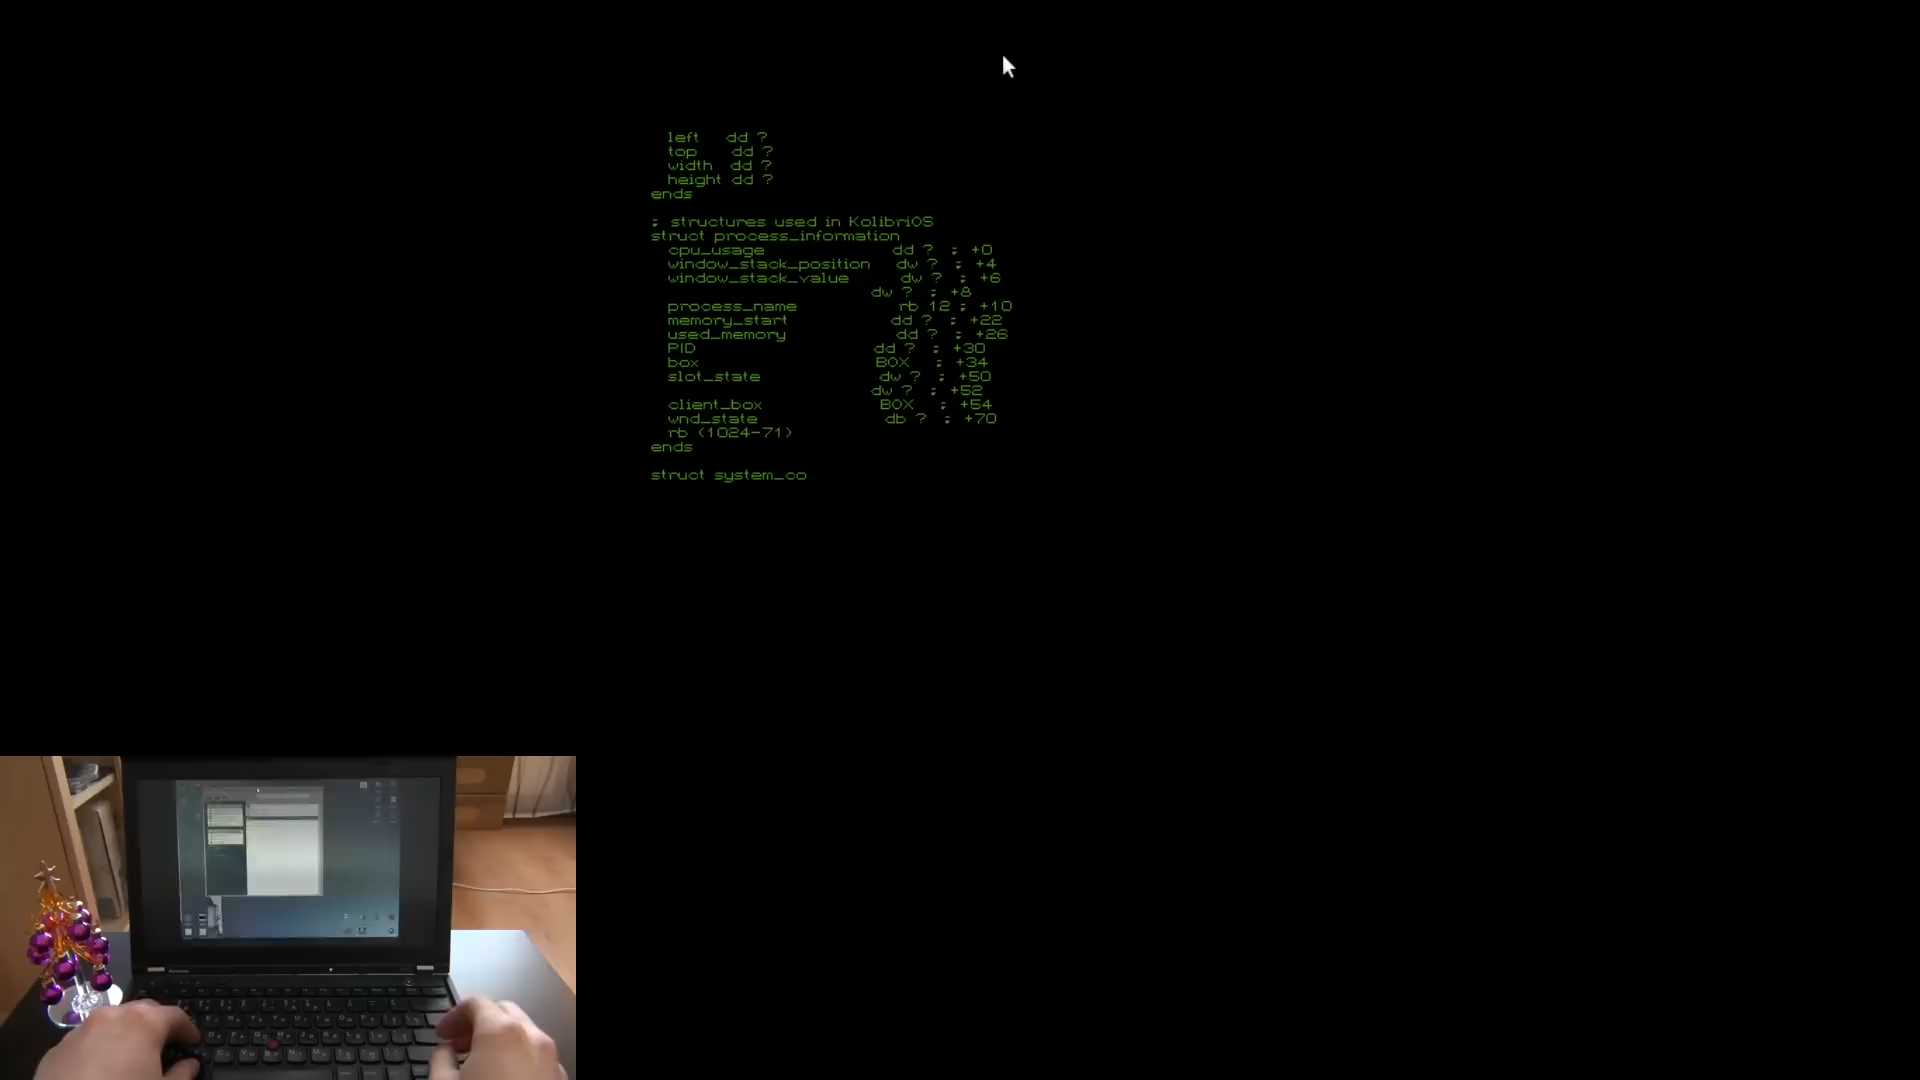 left dd ?
top dd ?
width dd ?
height dd ?
ends
; structures used in KolibriOS
struct process_information
cpu_usage dd ? ; +0
window_stack_position dw ? ; +4
window_stack_value dw ? ; +6
dw ? ; +8
process_name rb 12 ; +10
memory_start dd ? ; +22
used_memory dd ? ; +26
PID dd ? ; +30
box BOX ; +34
slot_state dw ? ; +50
dw ? ; +52
client_box BOX ; +54
wnd_state db ? ; +70
rb (1024-71)
ends
struct system_co